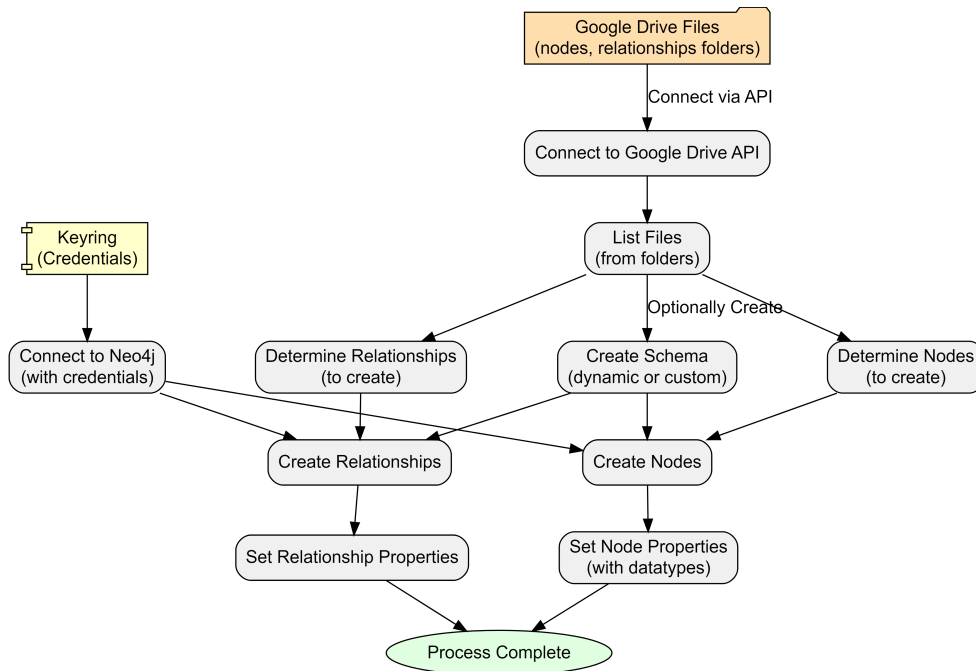 Google Drive Files
(nodes, relationships folders)
Connect via API
Connect to Google Drive API
Keyring
(Credentials)
List Files
(from folders)
Optionally Create
Connect to Neo4j
(with credentials)
Determine Relationships
(to create)
Create Schema
(dynamic or custom)
Determine Nodes
(to create)
Create Relationships
Create Nodes
Set Relationship Properties
Set Node Properties
(with datatypes)
Process Complete